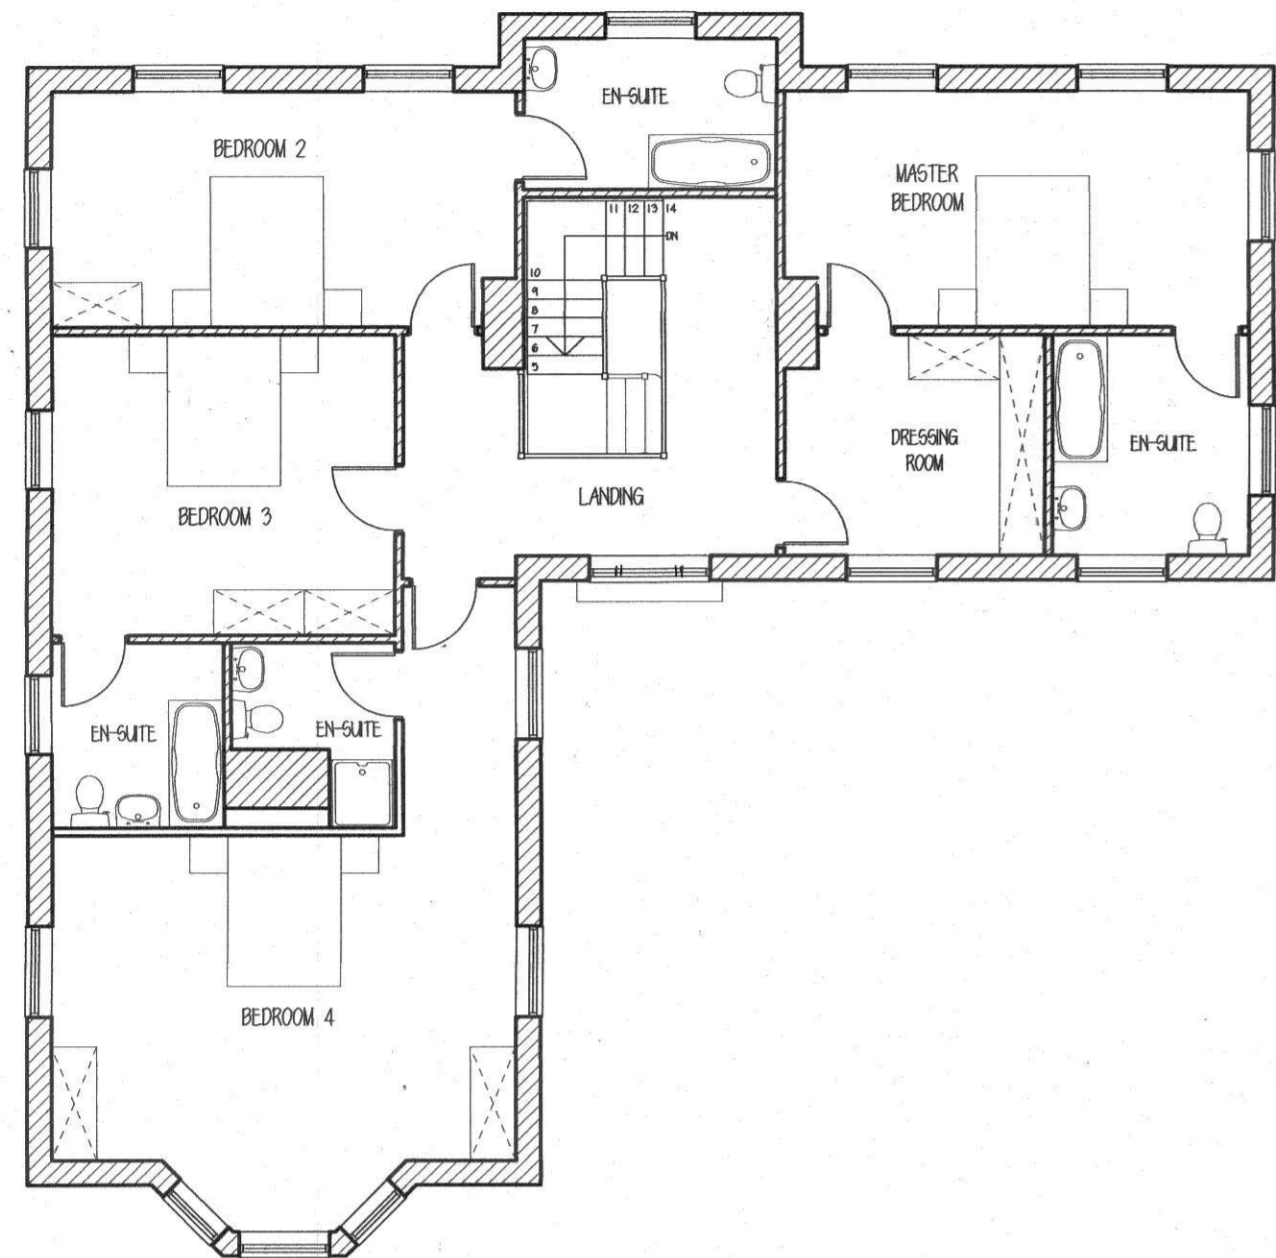 EN-SUITE
BEDROOM 2
MASTER
BEDROOM
11 12 13 14
DN
10
9
8
7
6
5
DRESSING
ROOM
EN-SUITE
LANDING
BEDROOM 3
EN-SUITE
EN-SUITE
BEDROOM 4